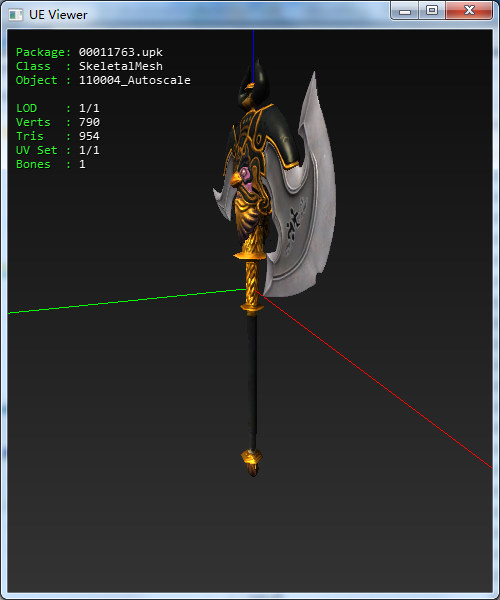 UE Viewer
Package: 00011763.upk
Class  : SkeletalMesh
Object : 110004_Autoscale
LOD    : 1/1
Verts  : 790
Tris   : 954
UV Set : 1/1
Bones  : 1